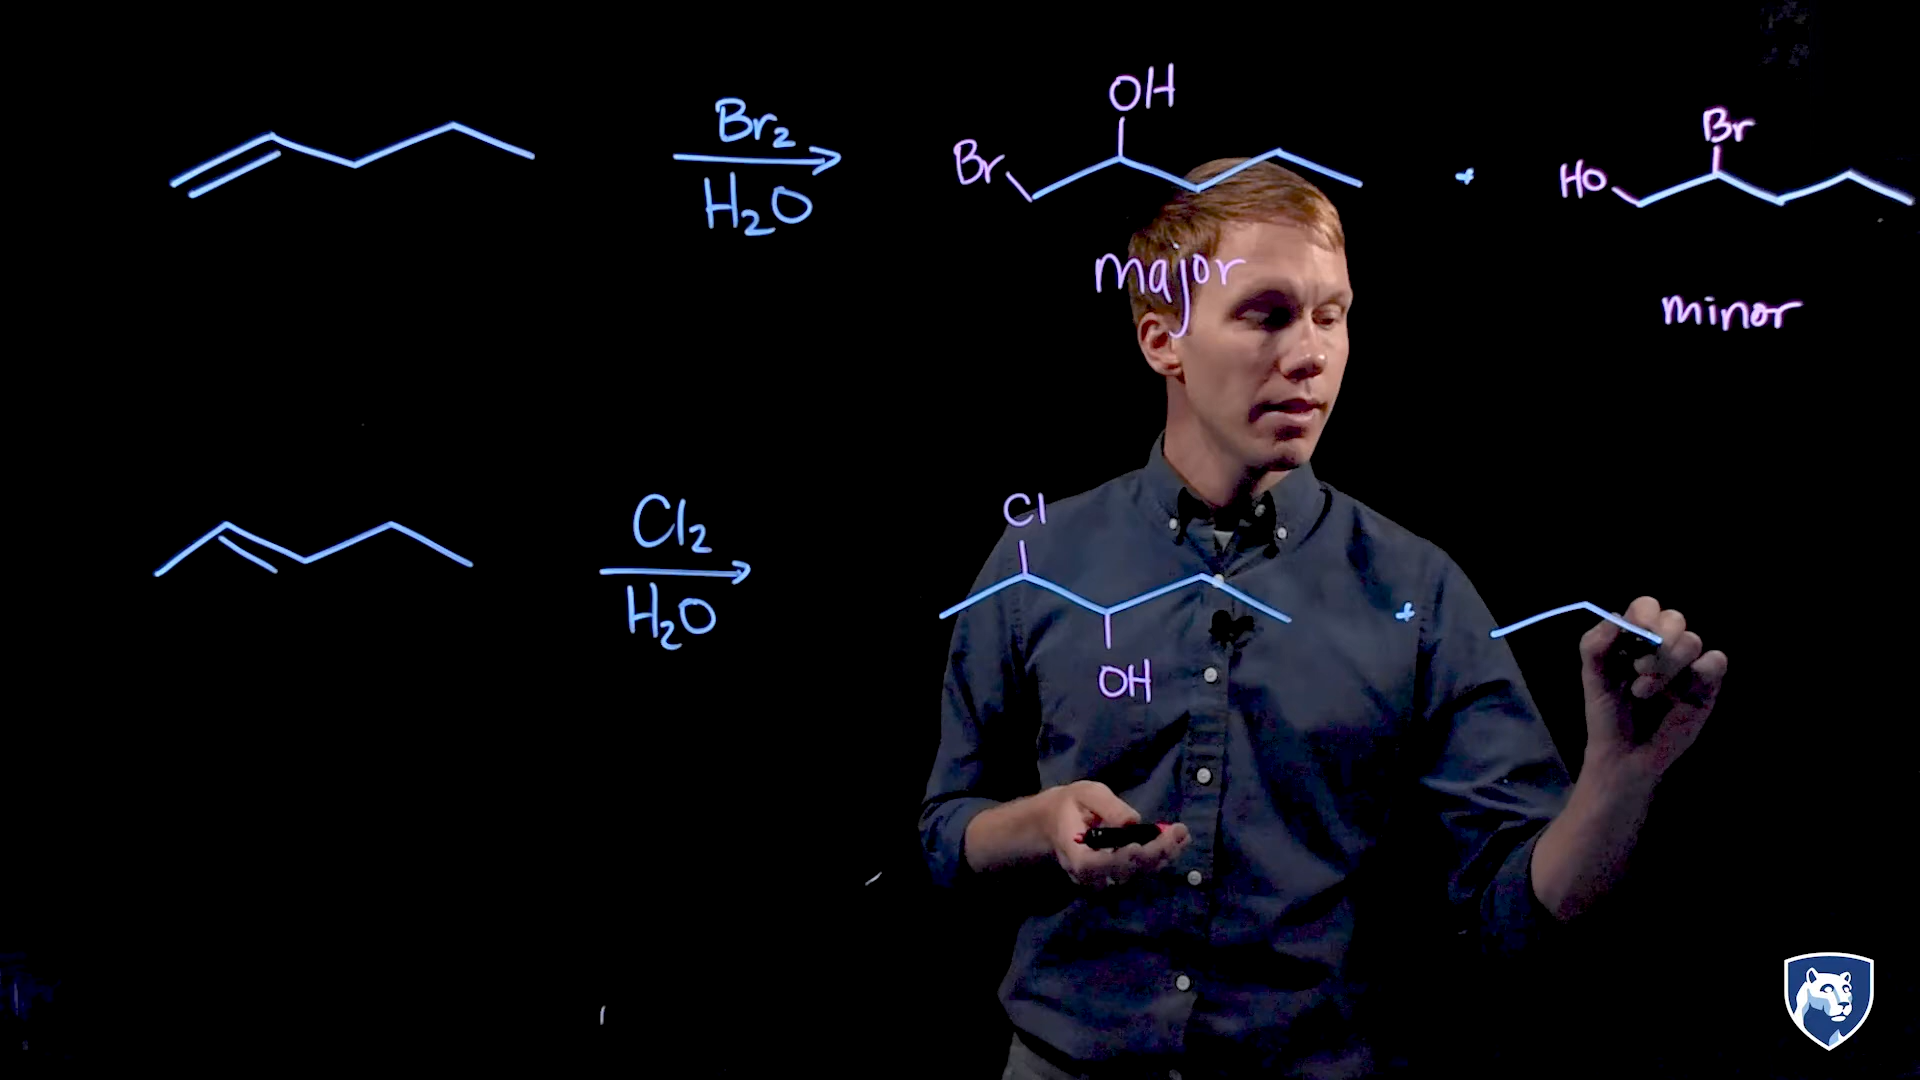 Br₂
H₂O
Br
OH
+
HO
Br
major
minor
Cl₂
H₂O
Cl
OH
+